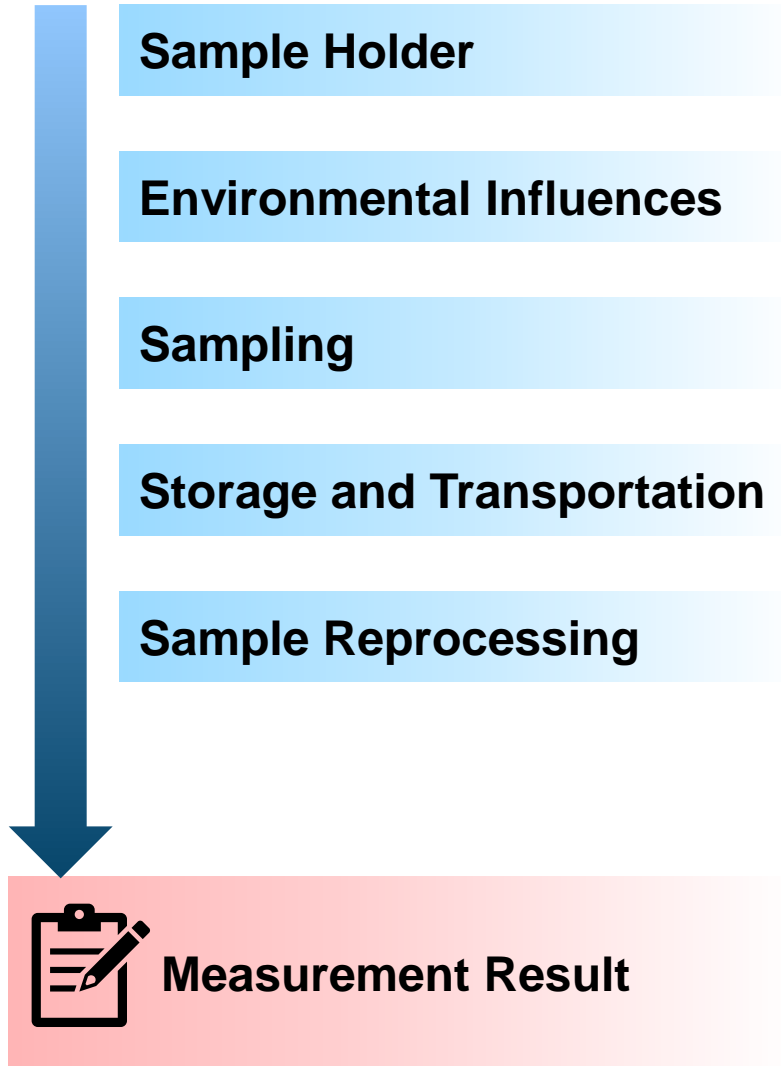 Sample Holder
Environmental Influences
Sampling
Storage and Transportation
Sample Reprocessing
Measurement Result